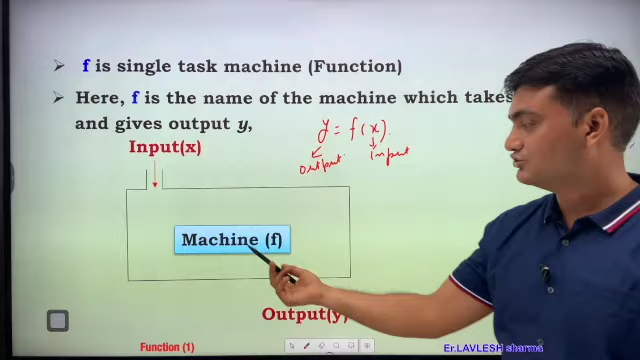 ➢ f is single task machine (Function)
➢ Here, f is the name of the machine which takes
and gives output y,
y = f(x).
output.
input
Input(x)
Machine (f)
Output(y)
Function (1)
Er.LAVLESH sharma